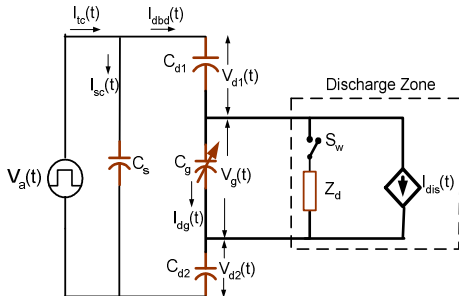 I_tc(t)
I_dbd(t)
C_d1
V_d1(t)
I_sc(t)
Discharge Zone
S_w
V_a(t)
C_s
C_g
V_g(t)
Z_d
I_dis(t)
I_dg(t)
C_d2
V_d2(t)